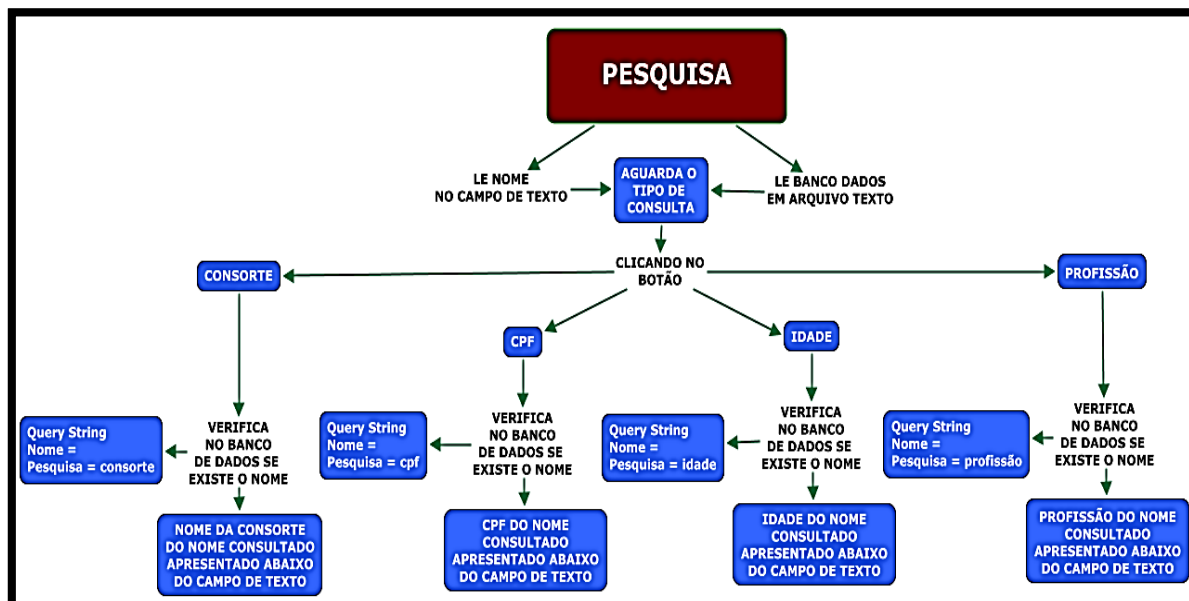 PESQUISA
LE NOME
NO CAMPO DE TEXTO
AGUARDA O
TIPO DE
CONSULTA
LE BANCO DADOS
EM ARQUIVO TEXTO
CLICANDO NO
BOTÃO
CONSORTE
PROFISSÃO
CPF
IDADE
Query String
Nome =
Pesquisa = consorte
VERIFICA
NO BANCO
DE DADOS SE
EXISTE O NOME
Query String
Nome =
Pesquisa = cpf
VERIFICA
NO BANCO
DE DADOS SE
EXISTE O NOME
Query String
Nome =
Pesquisa = idade
VERIFICA
NO BANCO
DE DADOS SE
EXISTE O NOME
Query String
Nome =
Pesquisa = profissão
VERIFICA
NO BANCO
DE DADOS SE
EXISTE O NOME
NOME DA CONSORTE
DO NOME CONSULTADO
APRESENTADO ABAIXO
DO CAMPO DE TEXTO
CPF DO NOME
CONSULTADO
APRESENTADO ABAIXO
DO CAMPO DE TEXTO
IDADE DO NOME
CONSULTADO
APRESENTADO ABAIXO
DO CAMPO DE TEXTO
PROFISSÃO DO NOME
CONSULTADO
APRESENTADO ABAIXO
DO CAMPO DE TEXTO